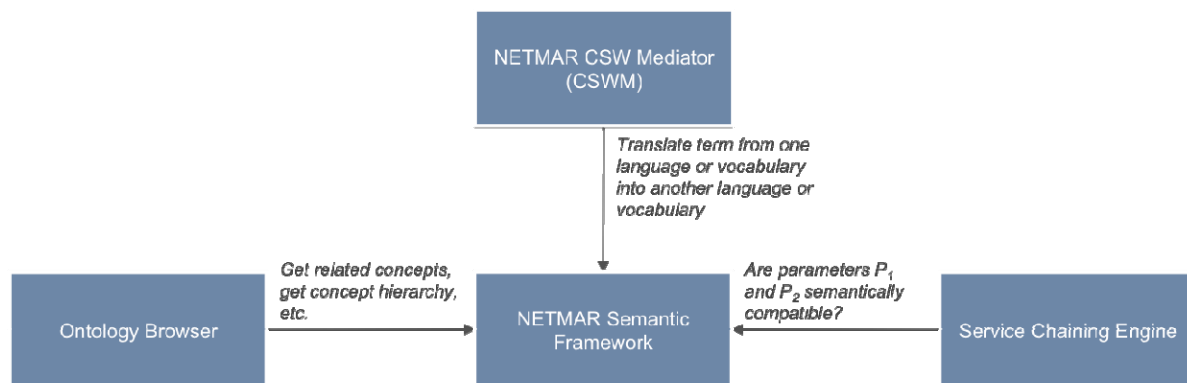 NETMAR CSW Mediator
(CSWM)
Translate term from one
language or vocabulary
into another language or
vocabulary
Get related concepts,
get concept hierarchy,
etc.
Are parameters P₁
and P₂ semantically
compatible?
Ontology Browser
NETMAR Semantic
Framework
Service Chaining Engine